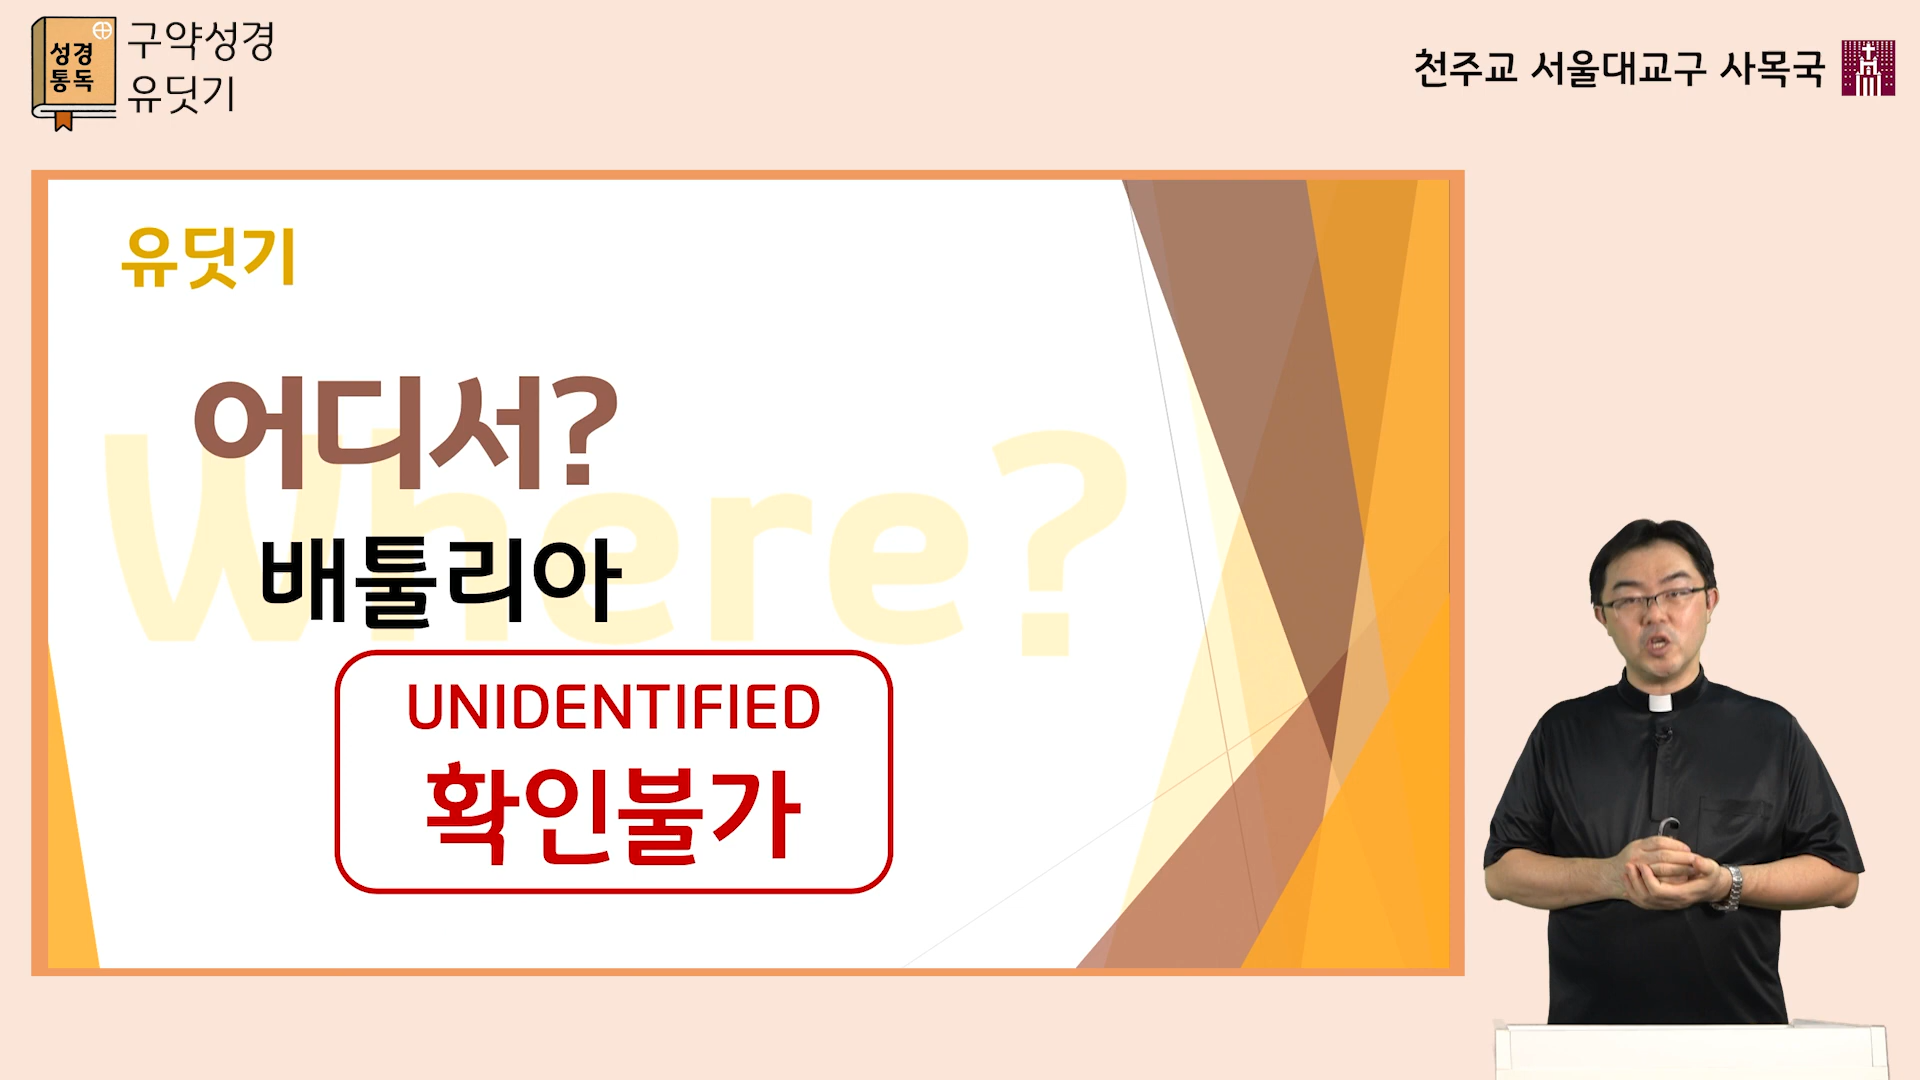 성경
통독
구약성경
유딧기
천주교 서울대교구 사목국
유딧기
어디서?
Where?
배툴리아
UNIDENTIFIED
확인불가